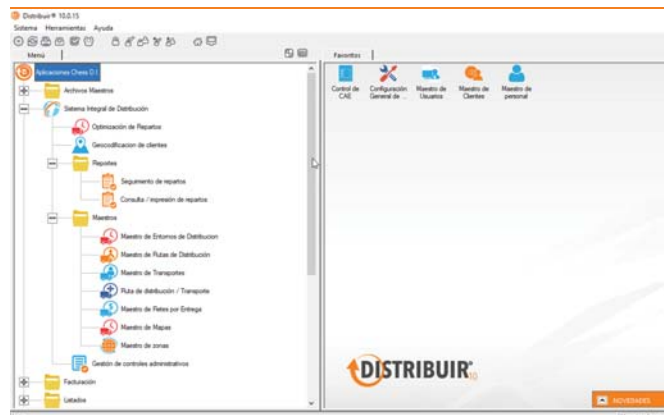 Distribuir® 10.0.15
Sistema Herramientas Ayuda
Menú
Favoritos
Aplicaciones Chess D.I
Archivos Maestros
Sistema Integral de Distribución
Optimización de Repartos
Geocodificacion de clientes
Reportes
Seguimiento de repartos
Consulta / impresión de repartos
Maestros
Maestro de Entornos de Distribucion
Maestro de Rutas de Distribución
Maestro de Transportes
Ruta de distribución / Transporte
Maestro de Fletes por Entrega
Maestro de Mapas
Maestro de zonas
Gestión de controles administrativos
Facturación
Listados
Control de CAE
Configuración General de ...
Maestro de Usuarios
Maestro de Clientes
Maestro de personal
DISTRIBUIR® 10
NOVEDADES